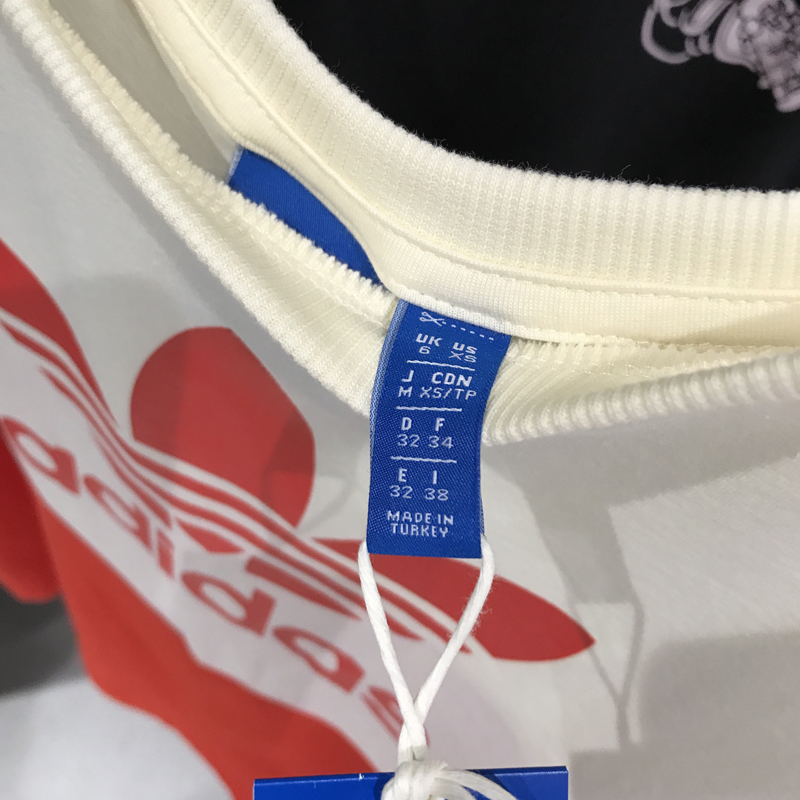 UK US
6 XS
J CDN
M XS/TP
D F
32 34
E I
32 38
MADE IN
TURKEY
adidas